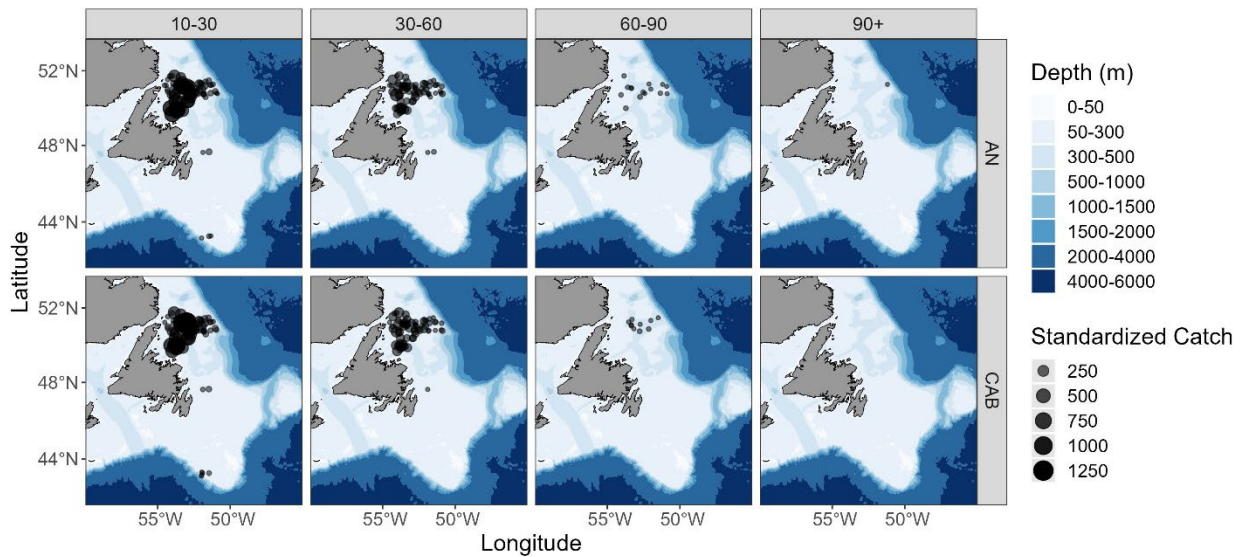 10-30
30-60
60-90
90+
52°N
48°N
44°N
AN
52°N
48°N
44°N
CAB
55°W 50°W 55°W 50°W 55°W 50°W 55°W 50°W
Latitude
Longitude
Depth (m)
0-50
50-300
300-500
500-1000
1000-1500
1500-2000
2000-4000
4000-6000
Standardized Catch
250
500
750
1000
1250